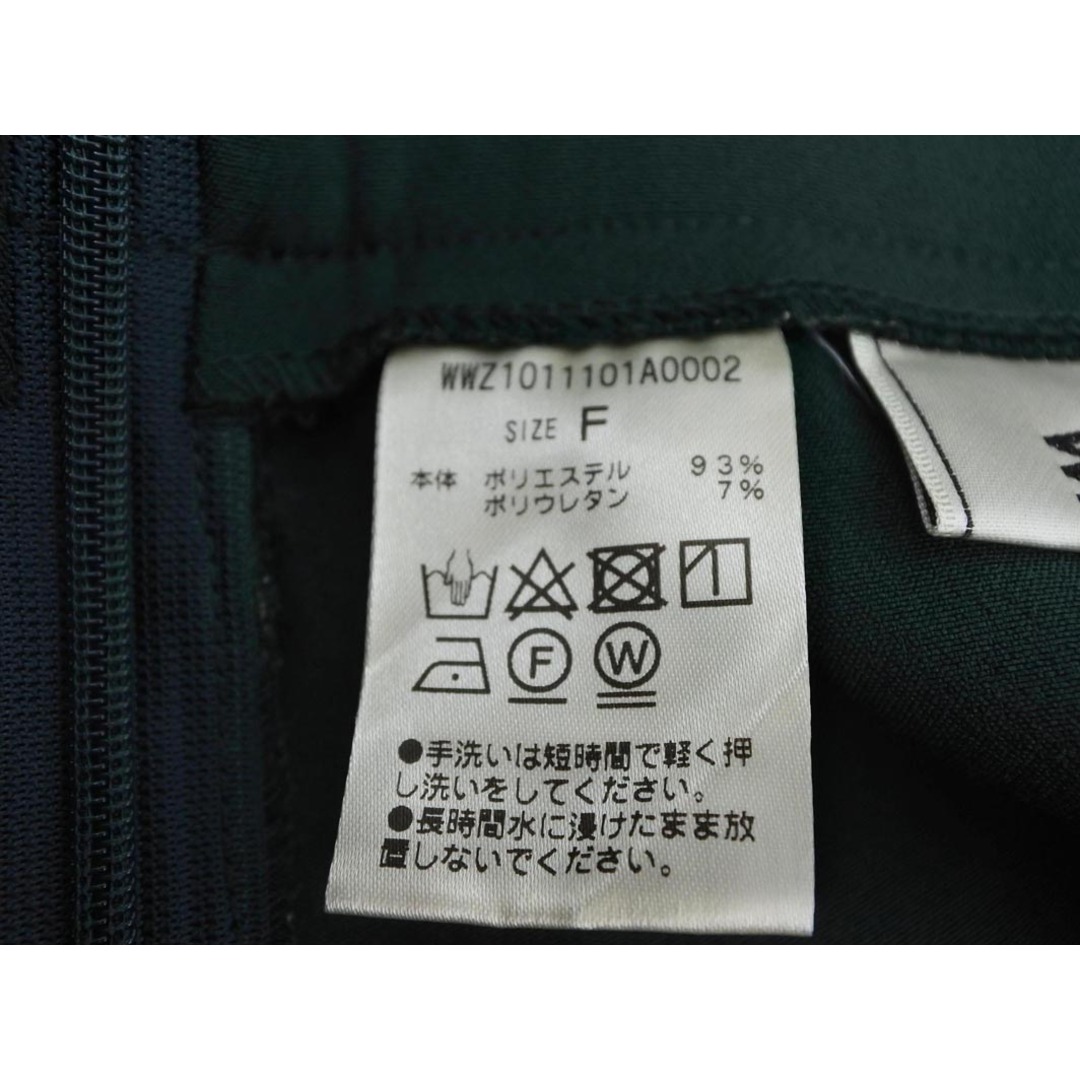 WWZ1011101A0002
SIZE F
本体 ポリエステル 93%
ポリウレタン 7%
F W
●手洗いは短時間で軽く押
し洗いをしてください。
●長時間水に浸けたまま放
置しないでください。